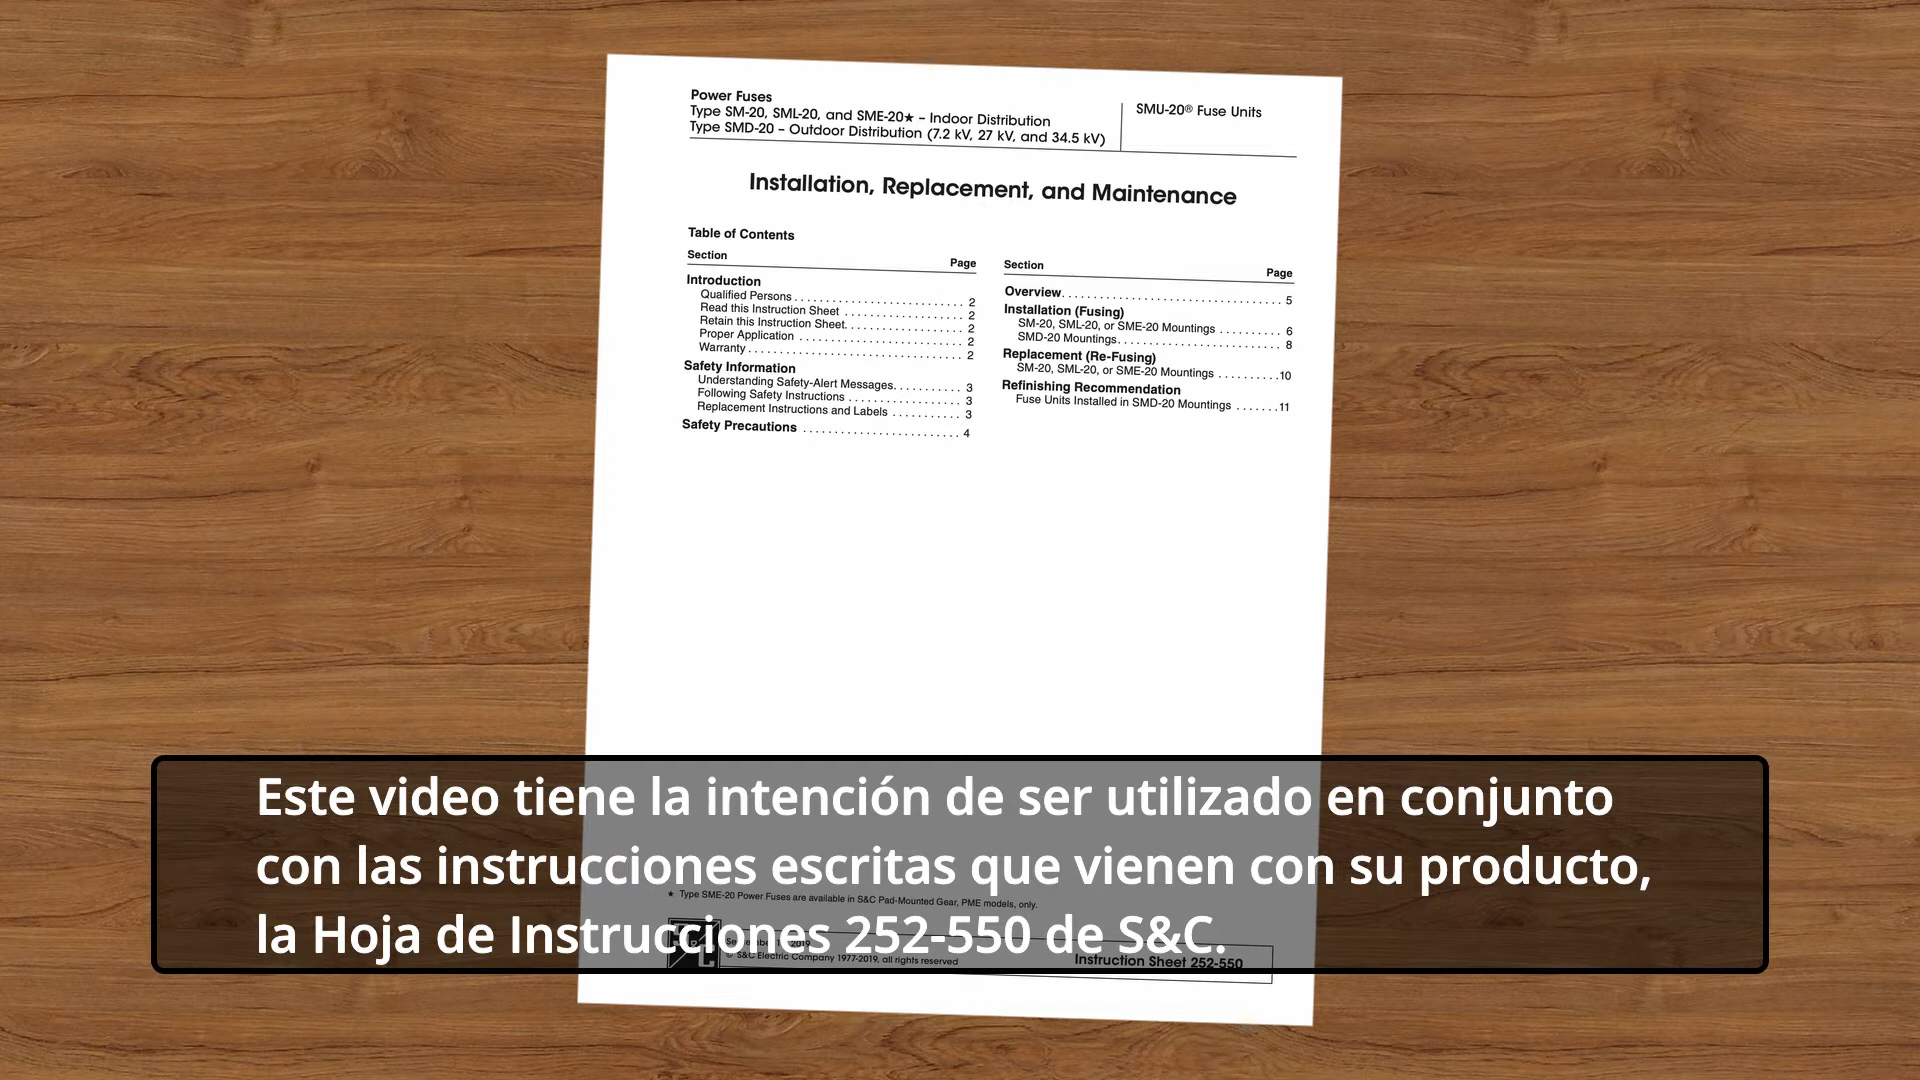 Power Fuses
Type SM-20, SML-20, and SME-20★ – Indoor Distribution
Type SMD-20 – Outdoor Distribution (7.2 kV, 27 kV, and 34.5 kV)
SMU-20® Fuse Units
Installation, Replacement, and Maintenance
Table of Contents
Section Page
Introduction
Qualified Persons . . . . . . . . . . . . . . . . . . . . . . . . . 2
Read this Instruction Sheet . . . . . . . . . . . . . . . . . . 2
Retain this Instruction Sheet. . . . . . . . . . . . . . . . . . 2
Proper Application . . . . . . . . . . . . . . . . . . . . . . . . 2
Warranty . . . . . . . . . . . . . . . . . . . . . . . . . . . . . . . 2
Safety Information
Understanding Safety-Alert Messages. . . . . . . . . . . 3
Following Safety Instructions . . . . . . . . . . . . . . . . . 3
Replacement Instructions and Labels . . . . . . . . . . . 3
Safety Precautions . . . . . . . . . . . . . . . . . . . . . . . . 4
Section Page
Overview. . . . . . . . . . . . . . . . . . . . . . . . . . . . . . . . . 5
Installation (Fusing)
SM-20, SML-20, or SME-20 Mountings . . . . . . . . . . 6
SMD-20 Mountings. . . . . . . . . . . . . . . . . . . . . . . . 8
Replacement (Re-Fusing)
SM-20, SML-20, or SME-20 Mountings . . . . . . . . . .10
Refinishing Recommendation
Fuse Units Installed in SMD-20 Mountings . . . . . . .11
Este video tiene la intención de ser utilizado en conjunto
con las instrucciones escritas que vienen con su producto,
la Hoja de Instrucciones 252-550 de S&C.
★ Type SME-20 Power Fuses are available in S&C Pad-Mounted Gear, PME models, only.
2019
© S&C Electric Company 1977-2019, all rights reserved
Instruction Sheet 252-550